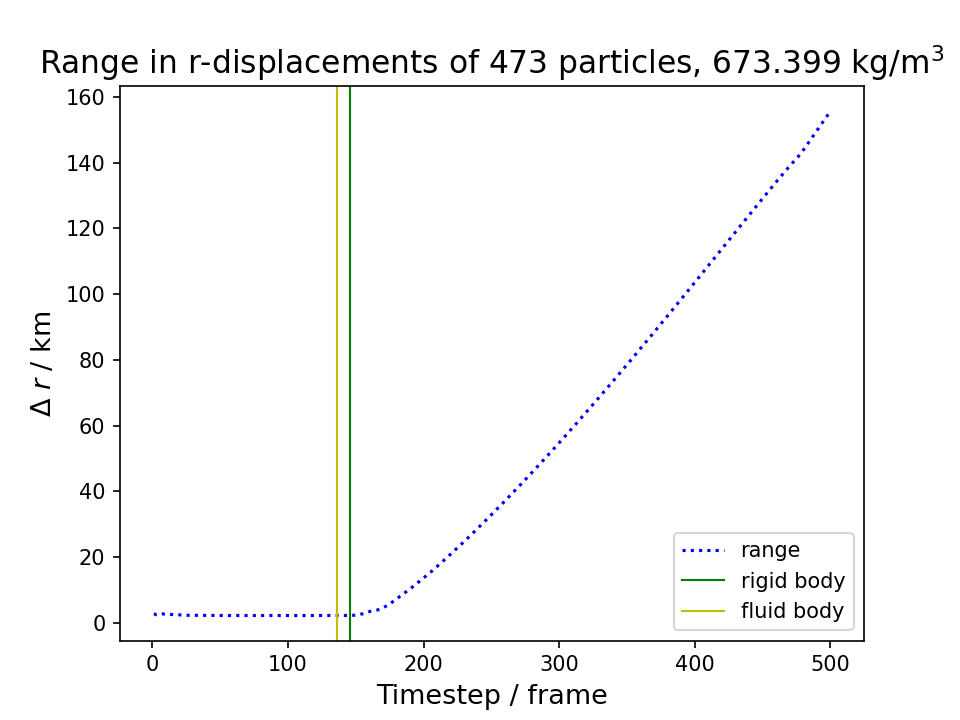 Range in r-displacements of 473 particles, 673.399 kg/m³
160
140
120
100
80
60
40
20
0
Δ r / km
range
rigid body
fluid body
0 100 200 300 400 500
Timestep / frame